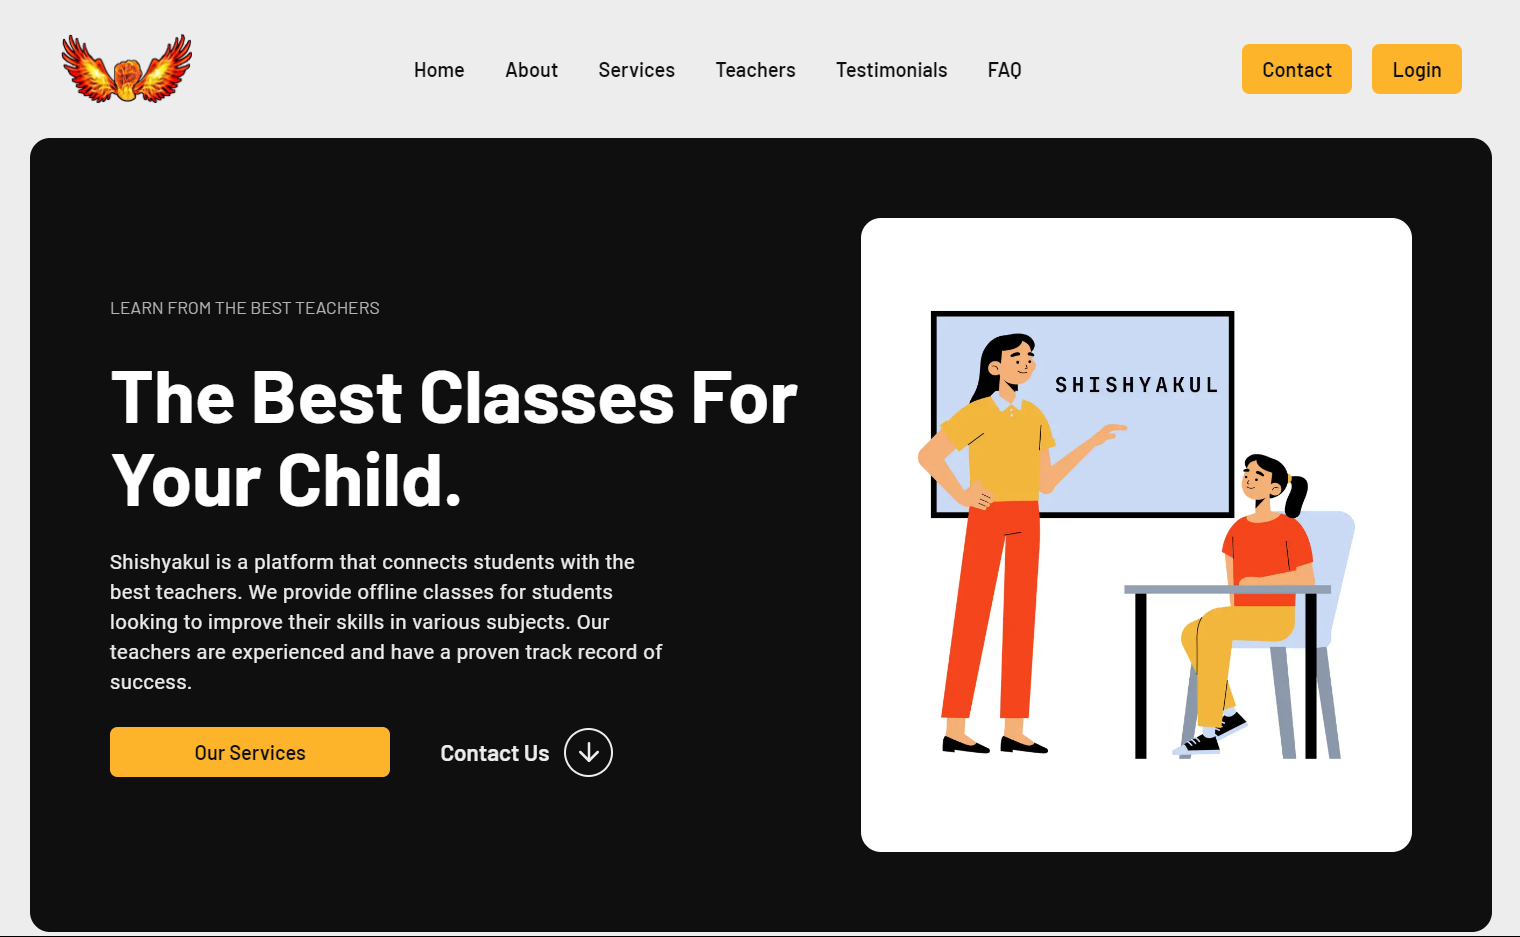 Home About Services Teachers Testimonials FAQ Contact Login
LEARN FROM THE BEST TEACHERS
The Best Classes For
Your Child.
Shishyakul is a platform that connects students with the
best teachers. We provide offline classes for students
looking to improve their skills in various subjects. Our
teachers are experienced and have a proven track record of
success.
Our Services
Contact Us
SHISHYAKUL